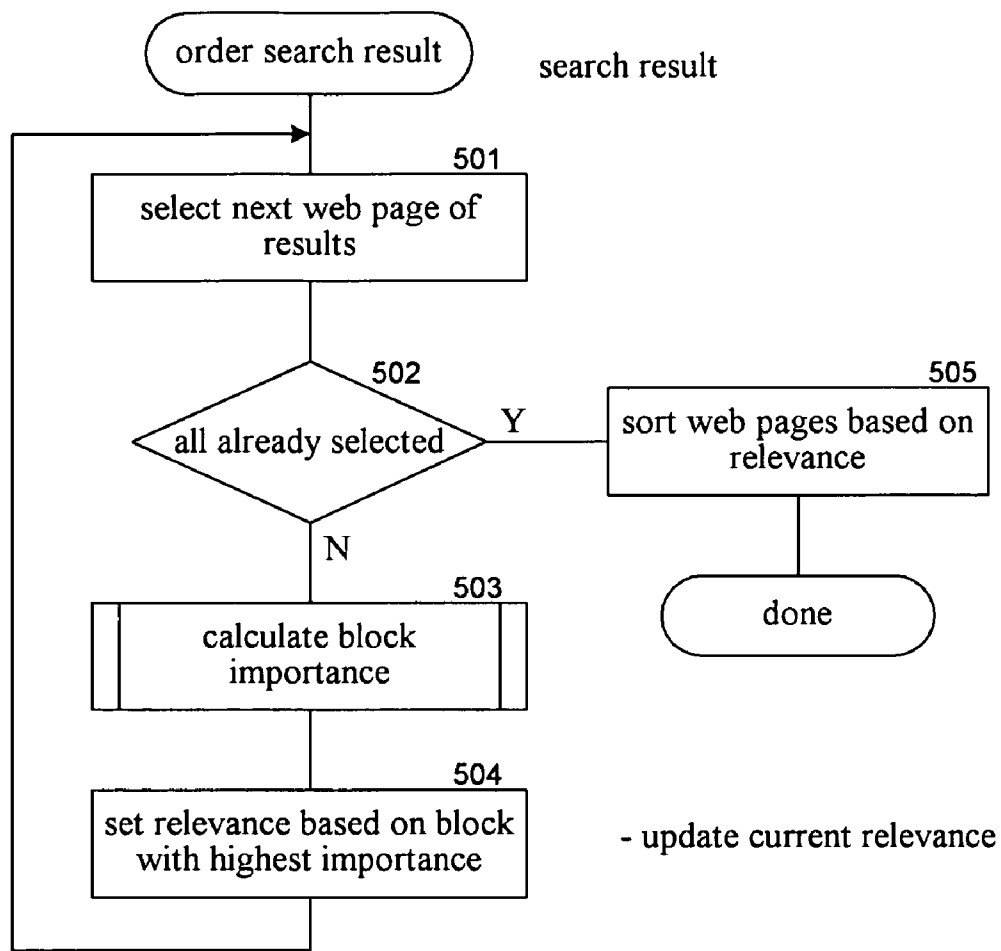 order search result
search result
501
select next web page of
results
502
all already selected
Y
505
sort web pages based on
relevance
N
done
503
calculate block
importance
504
set relevance based on block
with highest importance
- update current relevance